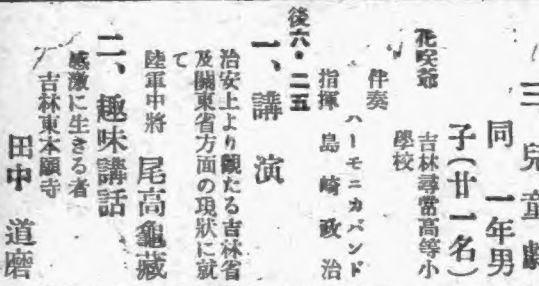 三、兒童劇
同 一年男
子(廿一名)
吉林尋常高等小
學校
花咲爺
伴奏
ハーモニカバンド
指揮 島崎政治
後六・二五
一、講演
治安上より觀たる吉林省
及關東省方面の現狀に就
て
陸軍中將 尾高龜藏
二、趣味講話
感激に生きる者
吉林東本願寺
田中道磨